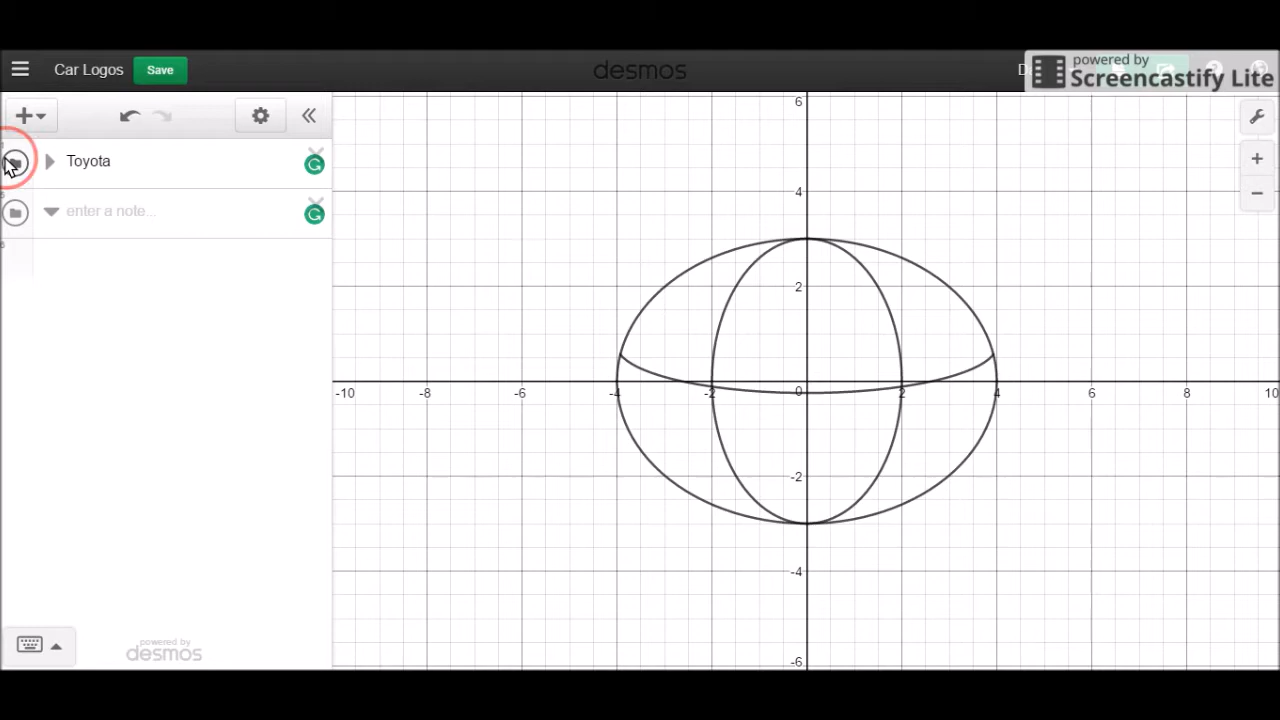 powered by
Screencastify Lite
Car Logos
Save
desmos
Toyota
enter a note...
6
4
2
-10
-8
-6
-4
-2
0
2
4
6
8
10
-2
-4
-6
powered by
desmos